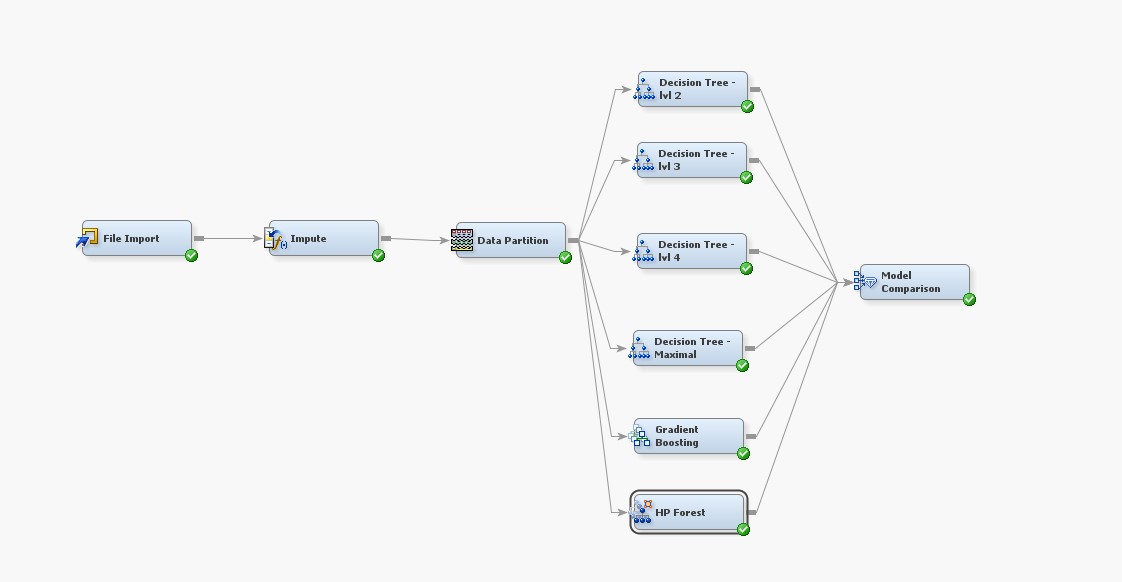 File Import
Impute
Data Partition
Decision Tree -
lvl 2
Decision Tree -
lvl 3
Decision Tree -
lvl 4
Decision Tree -
Maximal
Gradient
Boosting
HP Forest
Model
Comparison